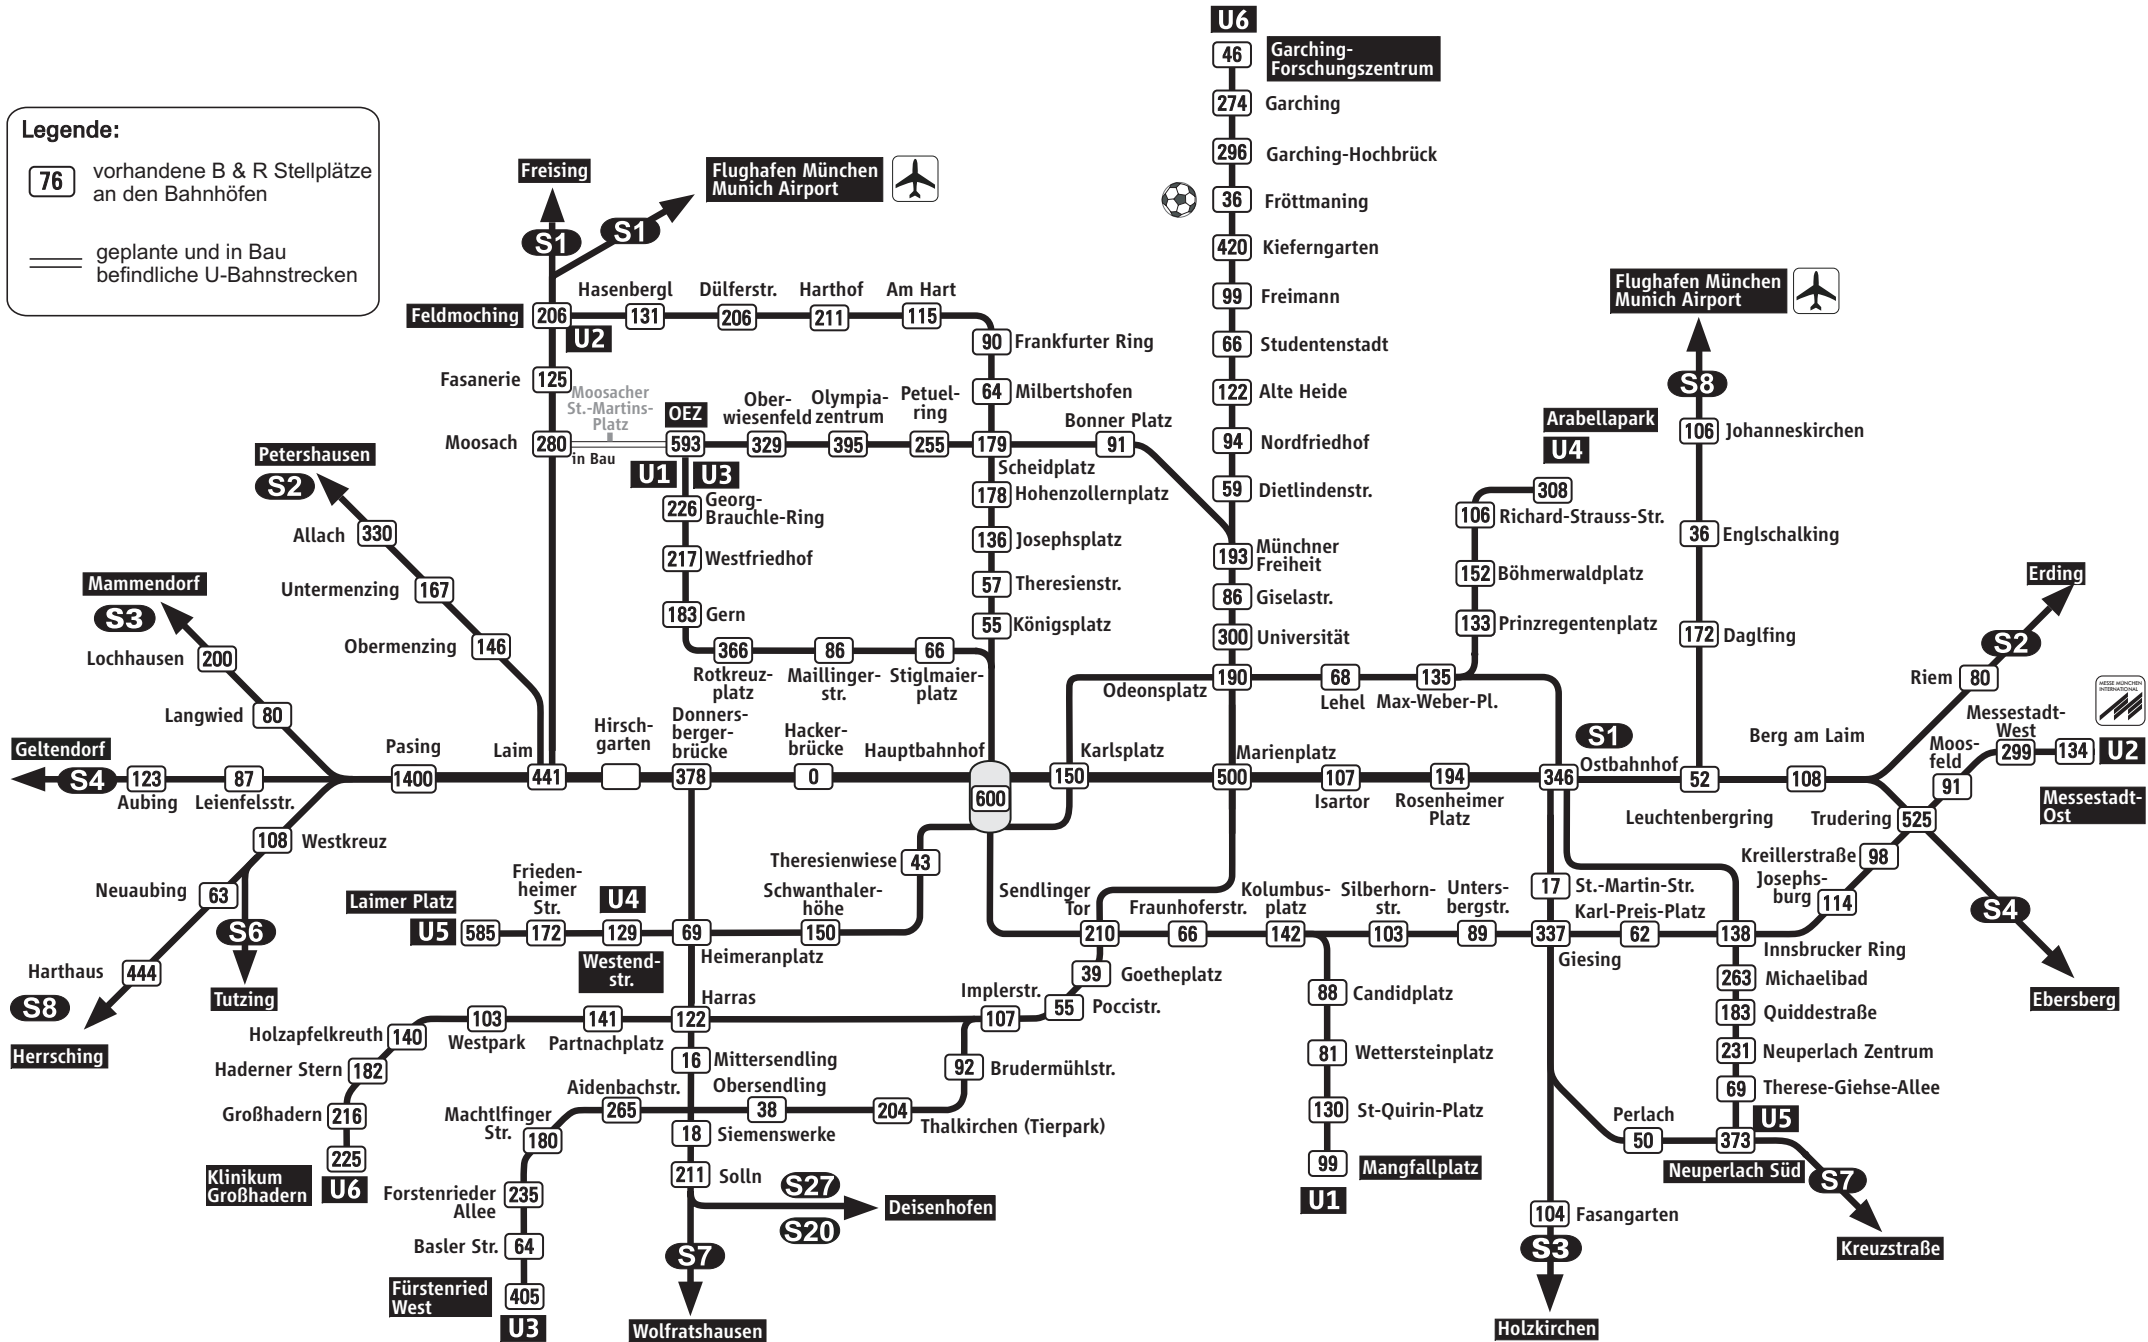 U6
46
Garching-
Forschungszentrum
274
Garching
296
Garching-Hochbrück
36
Fröttmaning
420
Kieferngarten
99
Freimann
66
Studentenstadt
122
Alte Heide
94
Nordfriedhof
59
Dietlindenstr.
193
Münchner
Freiheit
86
Giselastr.
300
Universität
190
Odeonsplatz
Legende:
76
vorhandene B & R Stellplätze
an den Bahnhöfen
geplante und in Bau
befindliche U-Bahnstrecken
Freising
Flughafen München
Munich Airport
S1
S1
Feldmoching
206
U2
Hasenbergl
131
Dülferstr.
206
Harthof
211
Am Hart
115
90
Frankfurter Ring
64
Milbertshofen
Fasanerie
125
Moosacher
St.-Martins-
Platz
Moosach
280
in Bau
OEZ
593
U1
U3
Ober-
wiesenfeld
329
Olympia-
zentrum
395
Petuel-
ring
255
179
Scheidplatz
Bonner Platz
91
178
Hohenzollernplatz
136
Josephsplatz
57
Theresienstr.
55
Königsplatz
226
Georg-
Brauchle-Ring
217
Westfriedhof
183
Gern
366
Rotkreuz-
platz
86
Maillinger-
str.
66
Stiglmaier-
platz
Petershausen
S2
Allach
330
Untermenzing
167
Obermenzing
146
Mammendorf
S3
Lochhausen
200
Langwied
80
Geltendorf
S4
123
Aubing
87
Leienfelsstr.
Pasing
1400
Laim
441
Hirsch-
garten
Donners-
berger-
brücke
378
Hacker-
brücke
0
Hauptbahnhof
600
Karlsplatz
150
Marienplatz
500
107
Isartor
194
Rosenheimer
Platz
346
S1
Ostbahnhof
52
Leuchtenbergring
Berg am Laim
108
68
Lehel
135
Max-Weber-Pl.
Arabellapark
U4
308
106
Richard-Strauss-Str.
152
Böhmerwaldplatz
133
Prinzregentenplatz
Flughafen München
Munich Airport
S8
106
Johanneskirchen
36
Englschalking
172
Daglfing
Erding
S2
Riem
80
MESSE MÜNCHEN
INTERNATIONAL
Messestadt-
West
299
134
U2
Messestadt-
Ost
Moos-
feld
91
Trudering
525
Kreillerstraße
98
Josephs-
burg
114
S4
Ebersberg
108
Westkreuz
Neuaubing
63
S6
Tutzing
Harthaus
444
S8
Herrsching
Laimer Platz
U5
585
Frieden-
heimer
Str.
172
U4
129
Westend-
str.
69
Heimeranplatz
Schwanthaler-
höhe
150
Theresienwiese
43
Sendlinger
Tor
210
Fraunhoferstr.
66
Kolumbus-
platz
142
Silberhorn-
str.
103
Unters-
bergstr.
89
337
Giesing
17
St.-Martin-Str.
Karl-Preis-Platz
62
138
Innsbrucker Ring
263
Michaelibad
183
Quiddestraße
231
Neuperlach Zentrum
69
Therese-Giehse-Allee
U5
373
Neuperlach Süd
Perlach
50
S7
Kreuzstraße
104
Fasangarten
S3
Holzkirchen
88
Candidplatz
81
Wettersteinplatz
130
St-Quirin-Platz
99
Mangfallplatz
U1
39
Goetheplatz
55
Poccistr.
Implerstr.
107
92
Brudermühlstr.
204
Thalkirchen (Tierpark)
Obersendling
38
Aidenbachstr.
265
Machtlfinger
Str.
180
Forstenrieder
Allee
235
Basler Str.
64
Fürstenried
West
405
U3
Harras
122
141
Partnachplatz
103
Westpark
Holzapfelkreuth
140
Haderner Stern
182
Großhadern
216
225
Klinikum
Großhadern
U6
16
Mittersendling
18
Siemenswerke
211
Solln
S27
S20
Deisenhofen
S7
Wolfratshausen